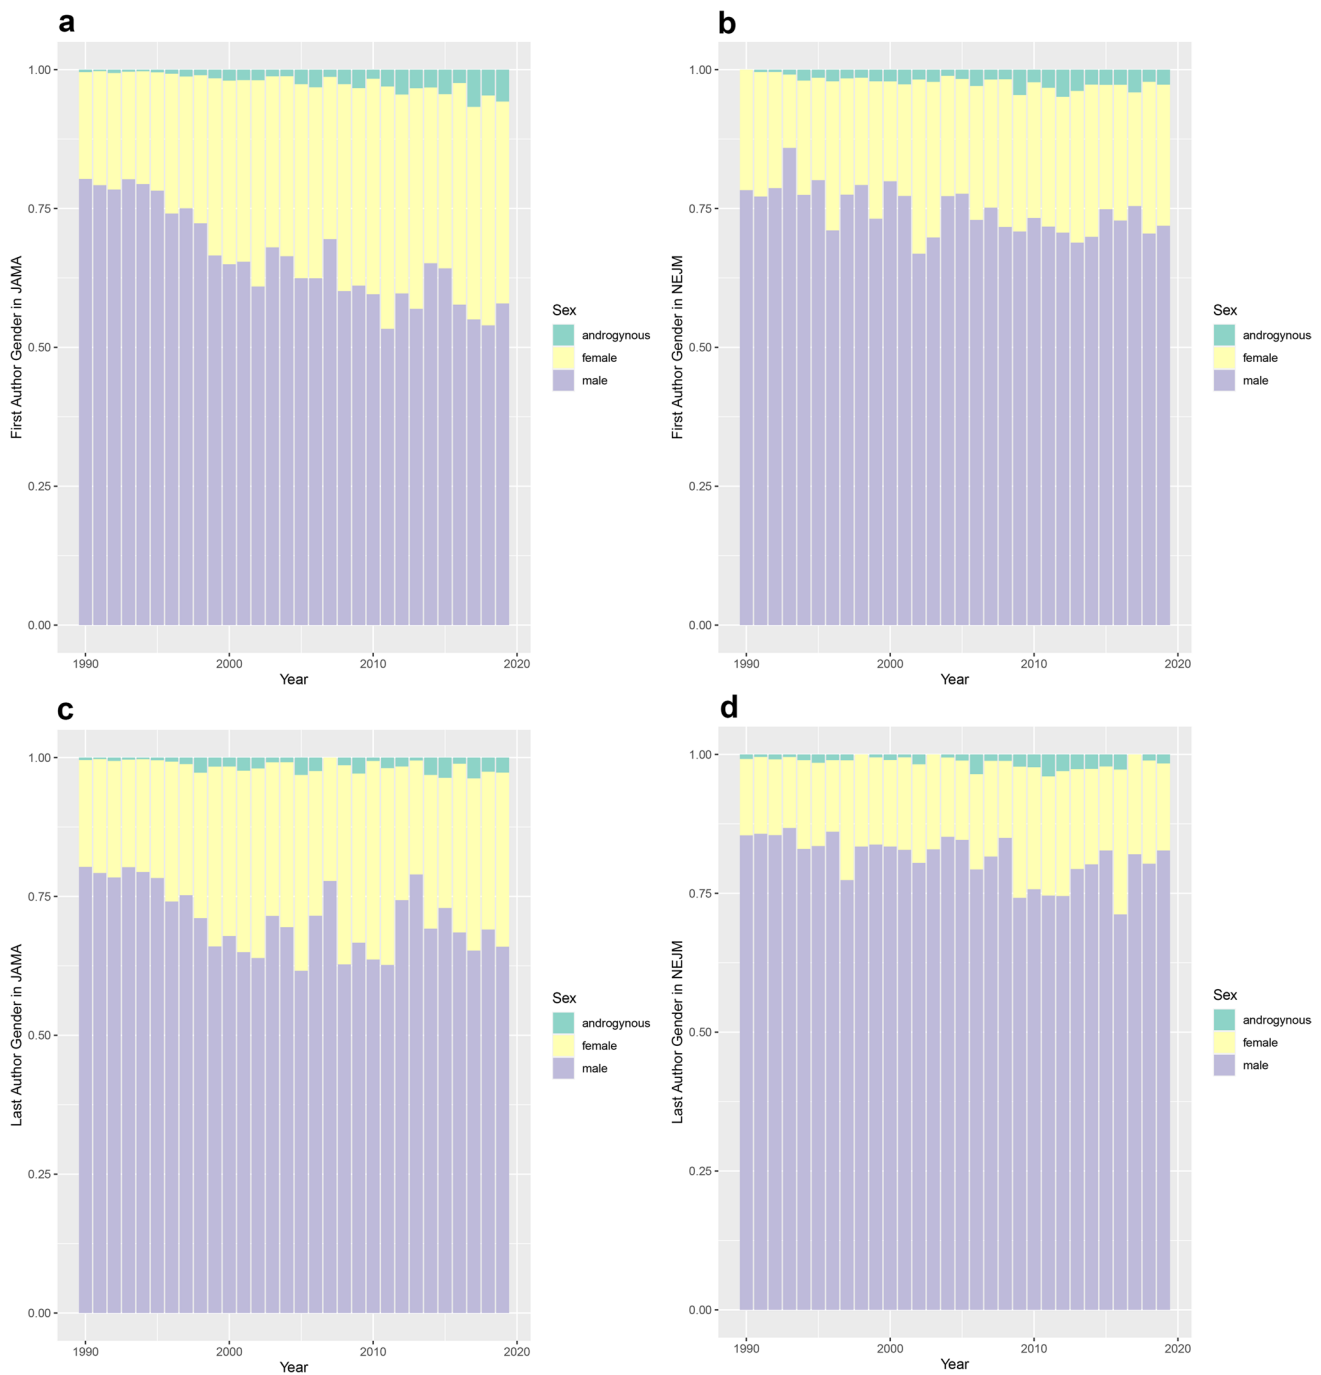 a
First Author Gender in JAMA
1.00
0.75
0.50
0.25
0.00
1990 2000 2010 2020
Year
Sex
androgynous
female
male
b
First Author Gender in NEJM
1.00
0.75
0.50
0.25
0.00
1990 2000 2010 2020
Year
Sex
androgynous
female
male
c
Last Author Gender in JAMA
1.00
0.75
0.50
0.25
0.00
1990 2000 2010 2020
Year
Sex
androgynous
female
male
d
Last Author Gender in NEJM
1.00
0.75
0.50
0.25
0.00
1990 2000 2010 2020
Year
Sex
androgynous
female
male